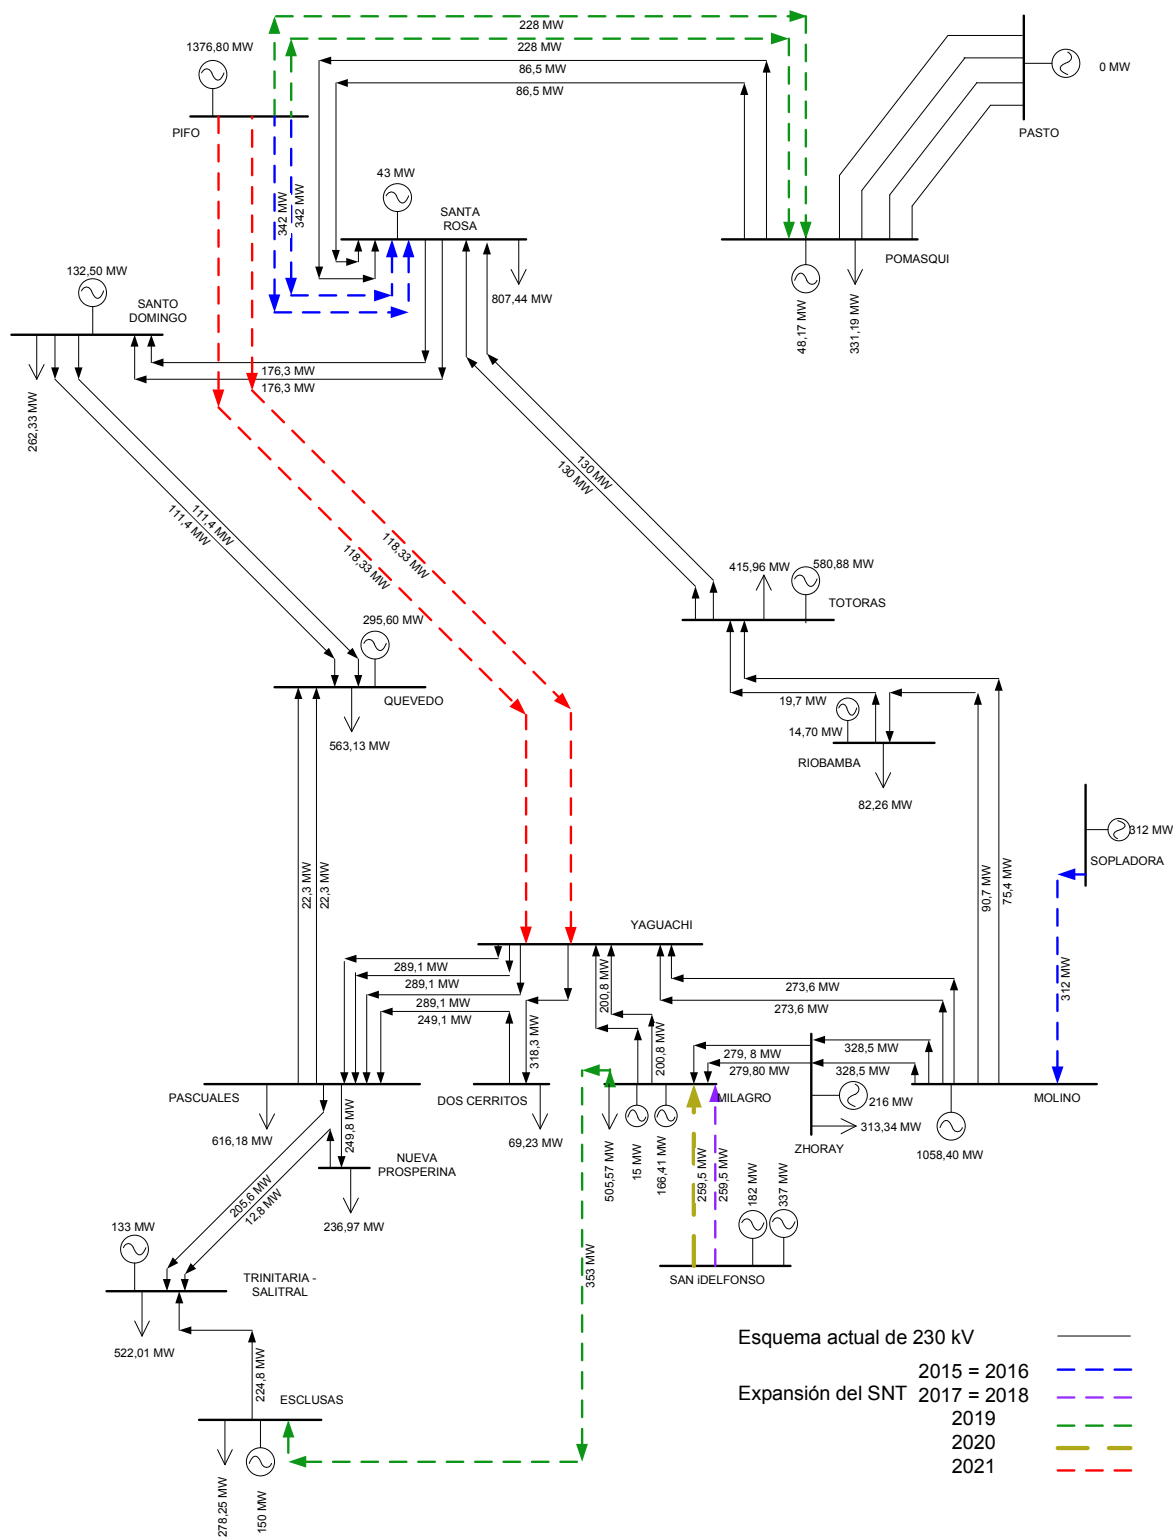 228 MW
1376,80 MW
228 MW
86,5 MW
0 MW
86,5 MW
PIFO
PASTO
43 MW
342 MW
342 MW
SANTA
ROSA
POMASQUI
132,50 MW
807,44 MW
SANTO
DOMINGO
48,17 MW
331,19 MW
176,3 MW
176,3 MW
262,33 MW
130 MW
130 MW
111,4 MW
111,4 MW
118,33 MW
118,33 MW
415,96 MW
580,88 MW
TOTORAS
295,60 MW
QUEVEDO
19,7 MW
14,70 MW
563,13 MW
RIOBAMBA
82,26 MW
312 MW
SOPLADORA
22,3 MW
22,3 MW
90,7 MW
75,4 MW
YAGUACHI
289,1 MW
289,1 MW
289,1 MW
249,1 MW
318,3 MW
200,8 MW
200,8 MW
273,6 MW
273,6 MW
312 MW
279, 8 MW
279,80 MW
328,5 MW
328,5 MW
PASCUALES
DOS CERRITOS
MILAGRO
216 MW
MOLINO
616,18 MW
249,8 MW
69,23 MW
313,34 MW
ZHORAY
1058,40 MW
NUEVA
PROSPERINA
505,57 MW
15 MW
166,41 MW
259,5 MW
259,5 MW
182 MW
337 MW
205,6 MW
12,8 MW
236,97 MW
133 MW
353 MW
TRINITARIA -
SALITRAL
SAN iDELFONSO
522,01 MW
224,8 MW
ESCLUSAS
278,25 MW
150 MW
Esquema actual de 230 kV
2015 = 2016
Expansión del SNT 2017 = 2018
2019
2020
2021